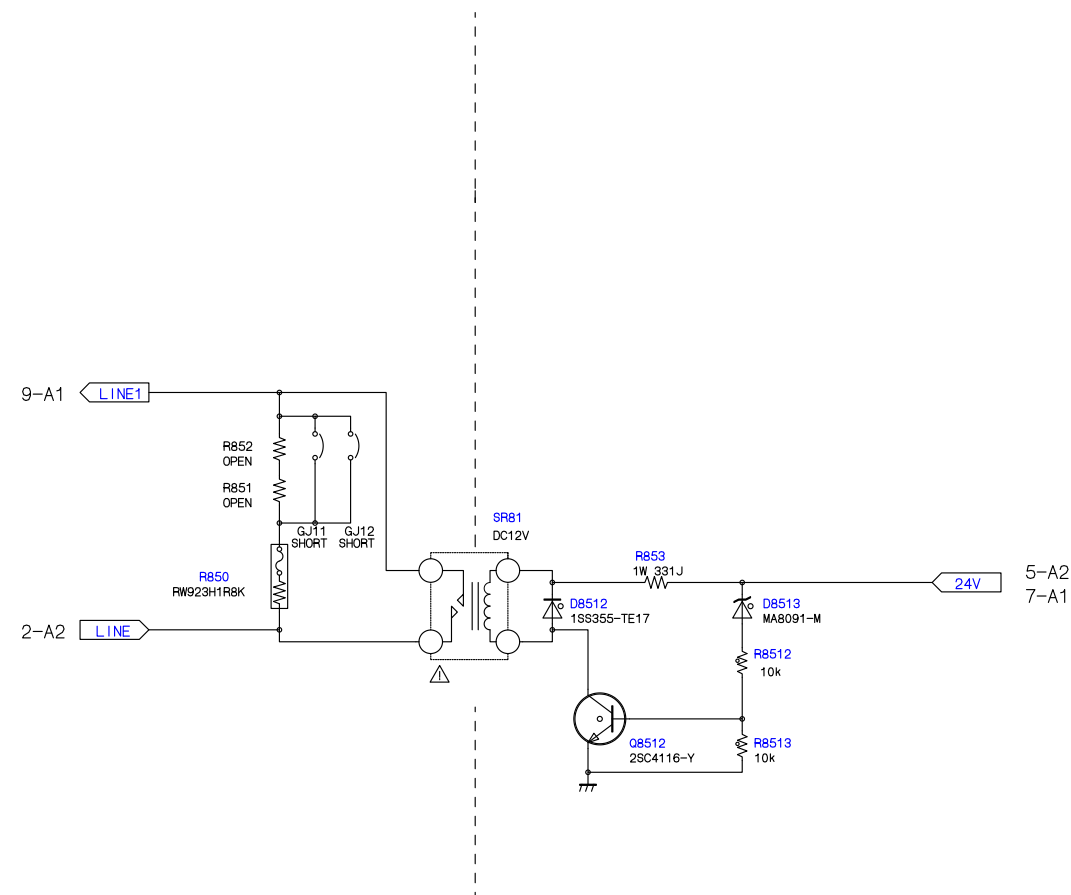 9-A1
LINE1
R852
OPEN
R851
OPEN
GJ11
SHORT
GJ12
SHORT
R850
RW923H1R8K
2-A2
LINE
SR81
DC12V
R853
1W 331J
24V
5-A2
7-A1
D8512
1SS355-TE17
D8513
MA8091-M
R8512
10k
Q8512
2SC4116-Y
R8513
10k